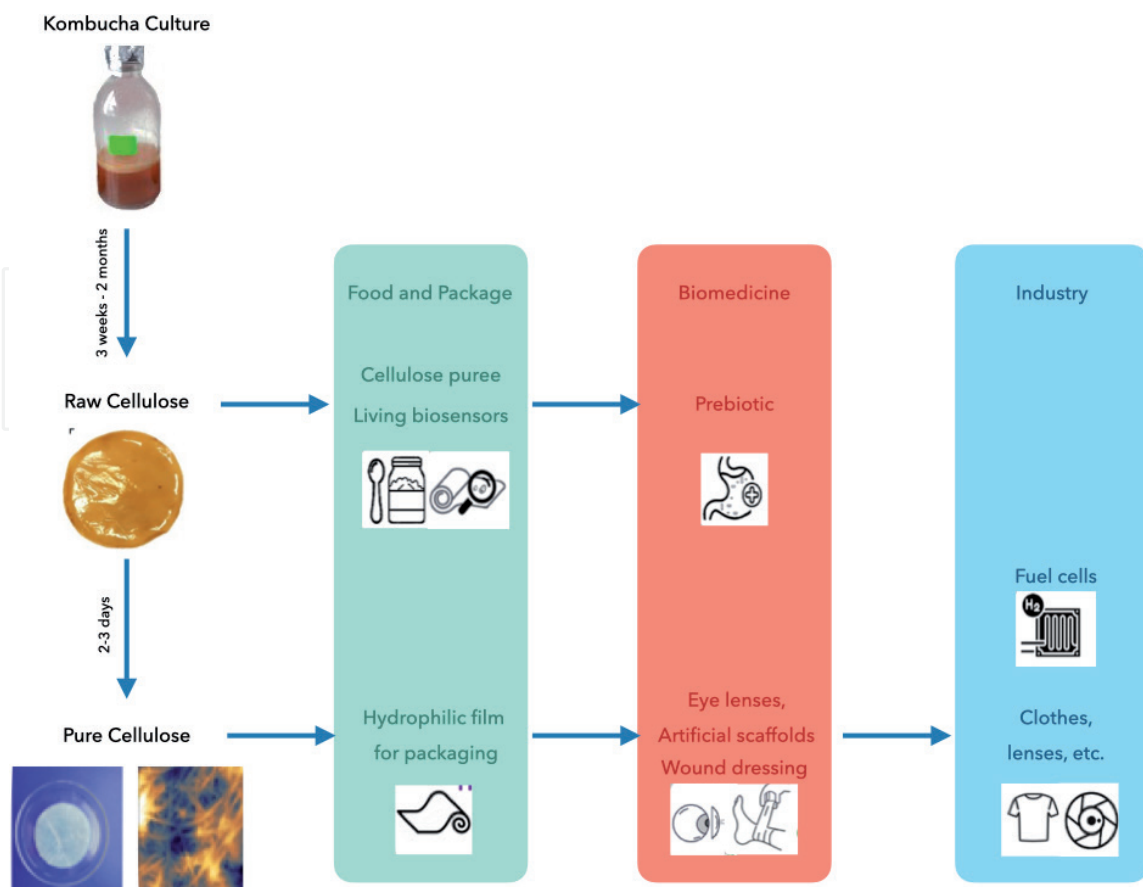 Kombucha Culture
3 weeks - 2 months
Food and Package
Biomedicine
Industry
Cellulose puree
Living biosensors
Raw Cellulose
Prebiotic
Fuel cells
H2
2-3 days
Pure Cellulose
Hydrophilic film
for packaging
Eye lenses,
Artificial scaffolds
Wound dressing
Clothes,
lenses, etc.